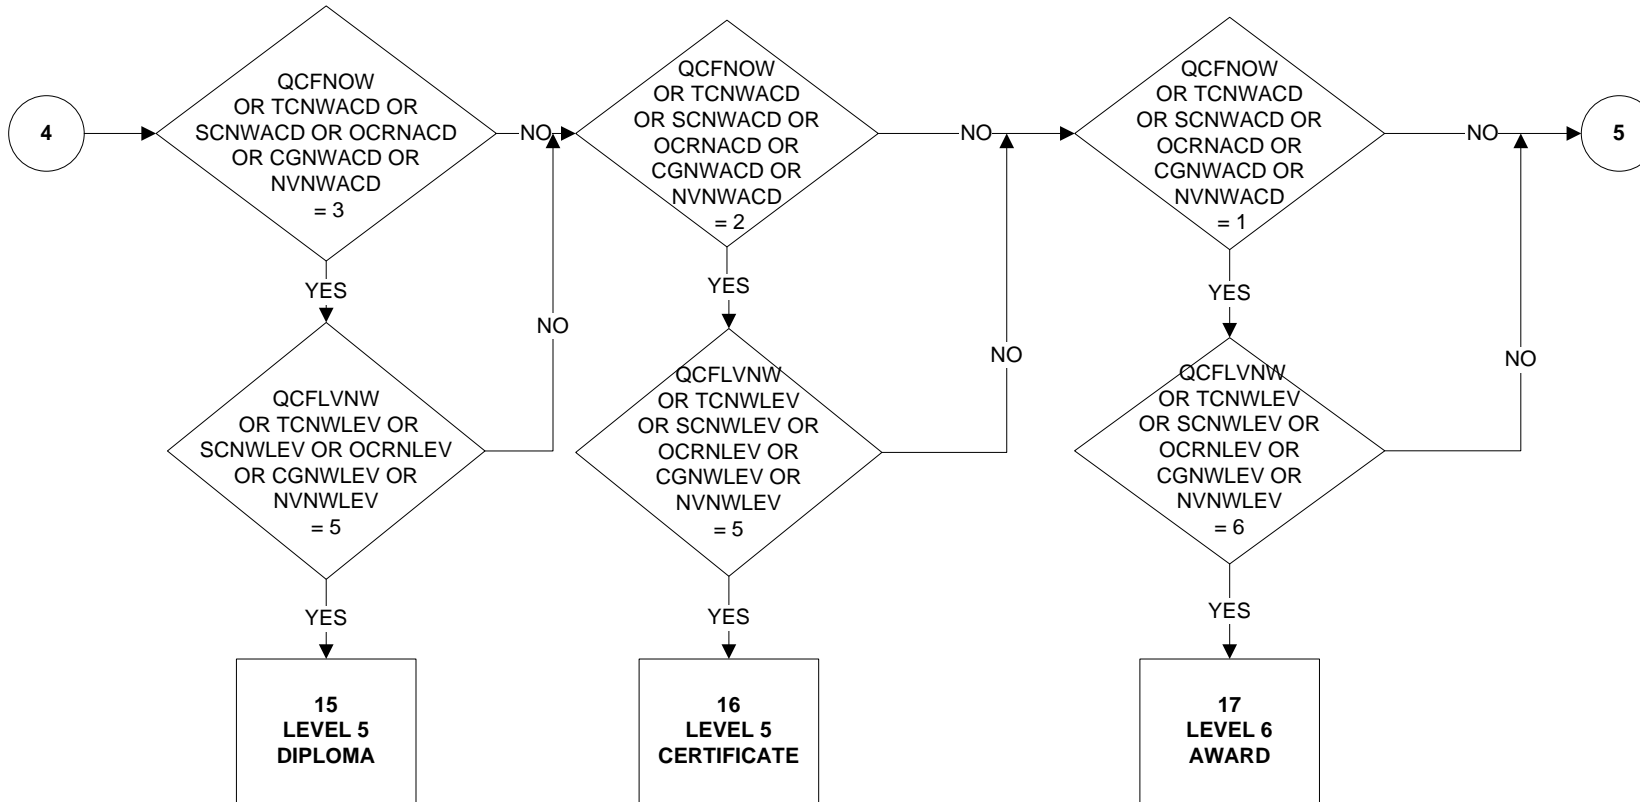 4
QCFNOW
OR TCNWACD OR
SCNWACD OR OCRNACD
OR CGNWACD OR
NVNWACD
= 3
NO
QCFNOW
OR TCNWACD
OR SCNWACD OR
OCRNACD OR
CGNWACD OR
NVNWACD
= 2
NO
QCFNOW
OR TCNWACD
OR SCNWACD OR
OCRNACD OR
CGNWACD OR
NVNWACD
= 1
NO
5
YES
YES
YES
NO
NO
NO
QCFLVNW
OR TCNWLEV OR
SCNWLEV OR OCRNLEV
OR CGNWLEV OR
NVNWLEV
= 5
QCFLVNW
OR TCNWLEV
OR SCNWLEV OR
OCRNLEV OR
CGNWLEV OR
NVNWLEV
= 5
QCFLVNW
OR TCNWLEV
OR SCNWLEV OR
OCRNLEV OR
CGNWLEV OR
NVNWLEV
= 6
YES
YES
YES
15
LEVEL 5
DIPLOMA
16
LEVEL 5
CERTIFICATE
17
LEVEL 6
AWARD